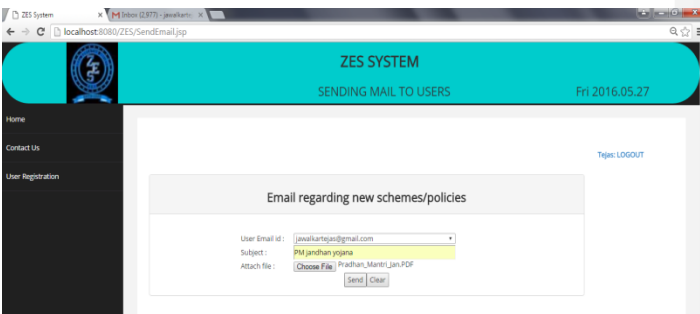 ZES System
Inbox (2,977) - jawalkartej
localhost:8080/ZES/SendEmail.jsp
ZES
ZES SYSTEM
SENDING MAIL TO USERS
Fri 2016.05.27
Home
Contact Us
User Registration
Tejas: LOGOUT
Email regarding new schemes/policies
User Email id :
jawalkartejas@gmail.com
Subject :
PM jandhan yojana
Attach file :
Choose File Pradhan_Mantri_Jan.PDF
Send Clear